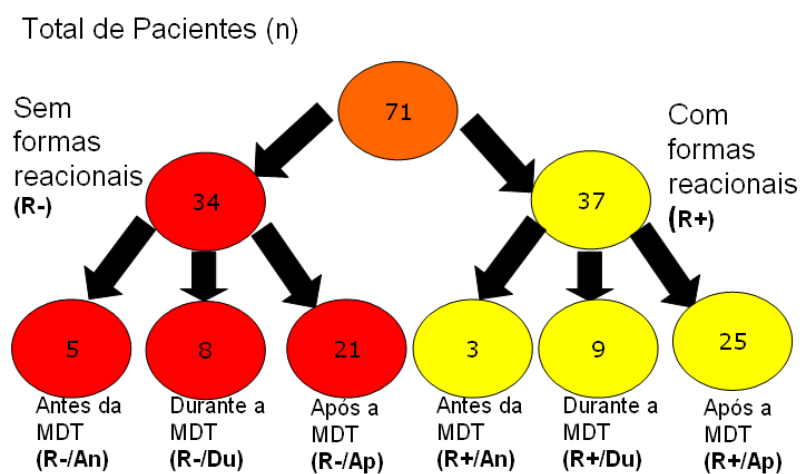 Total de Pacientes (n)
71
Sem
formas
reacionais
(R-)
Com
formas
reacionais
(R+)
34
37
5
8
21
3
9
25
Antes da
MDT
(R-/An)
Durante a
MDT
(R-/Du)
Após a
MDT
(R-/Ap)
Antes da
MDT
(R+/An)
Durante a
MDT
(R+/Du)
Após a
MDT
(R+/Ap)